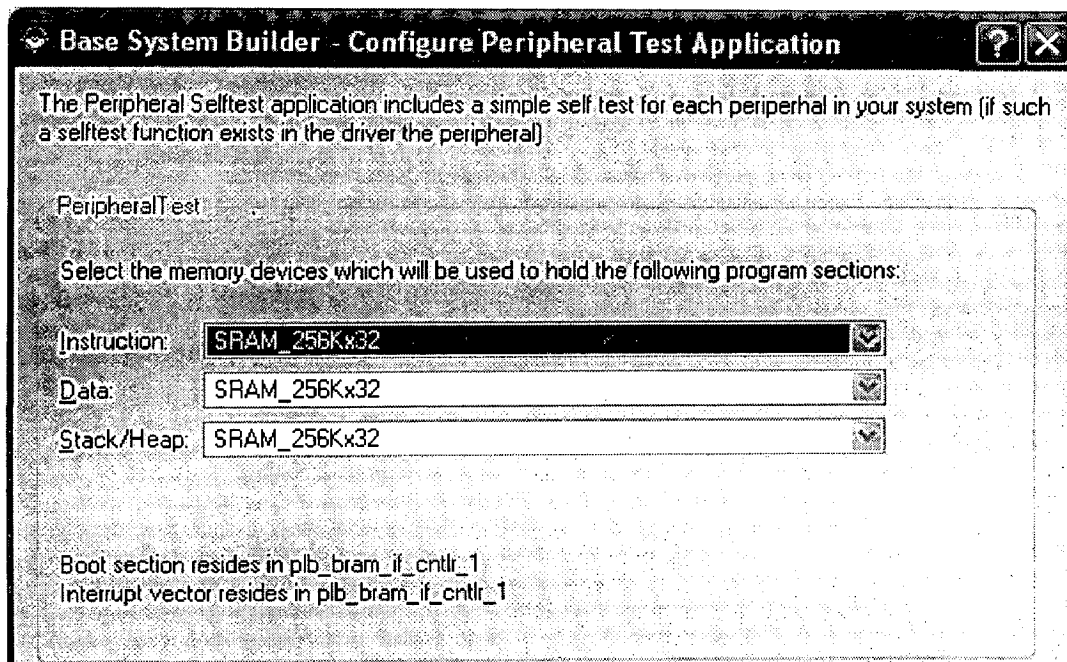 Base System Builder - Configure Peripheral Test Application
The Peripheral Selftest application includes a simple self test for each periperhal in your system (if such
a selftest function exists in the driver the peripheral)
PeripheralTest
Select the memory devices which will be used to hold the following program sections:
Instruction: SRAM_256Kx32
Data: SRAM_256Kx32
Stack/Heap: SRAM_256Kx32
Boot section resides in plb_bram_if_cntlr_1
Interrupt vector resides in plb_bram_if_cntlr_1